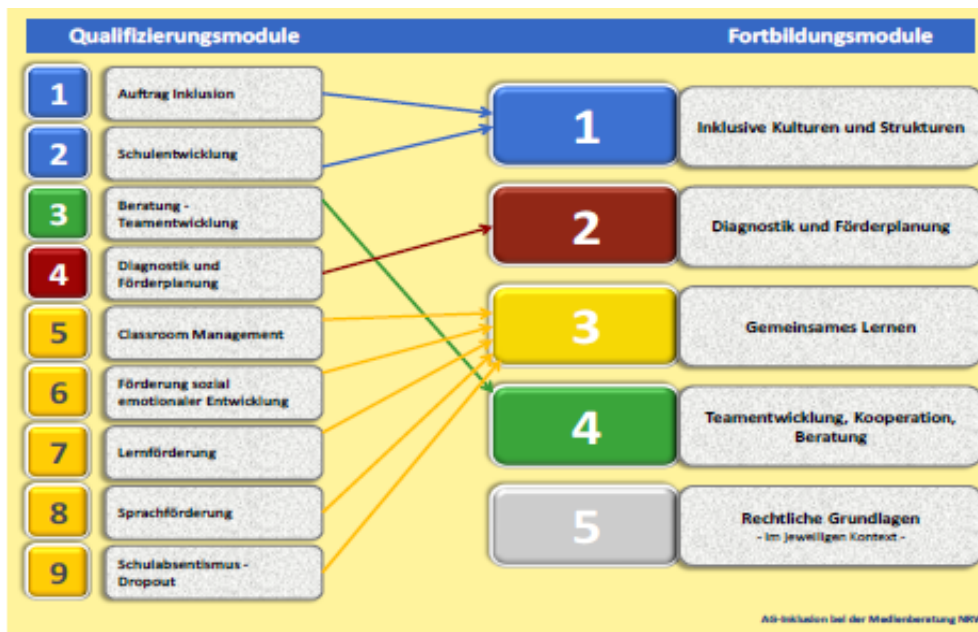 Qualifizierungsmodule
Fortbildungsmodule
1
Auftrag Inklusion
2
Schulentwicklung
3
Beratung -
Teamentwicklung
4
Diagnostik und
Förderplanung
5
Classroom Management
6
Förderung sozial
emotionaler Entwicklung
7
Lernförderung
8
Sprachförderung
9
Schulabsentismus -
Dropout
1
Inklusive Kulturen und Strukturen
2
Diagnostik und Förderplanung
3
Gemeinsames Lernen
4
Teamentwicklung, Kooperation,
Beratung
5
Rechtliche Grundlagen
- im jeweiligen Kontext -
AG-Inklusion bei der Medienberatung